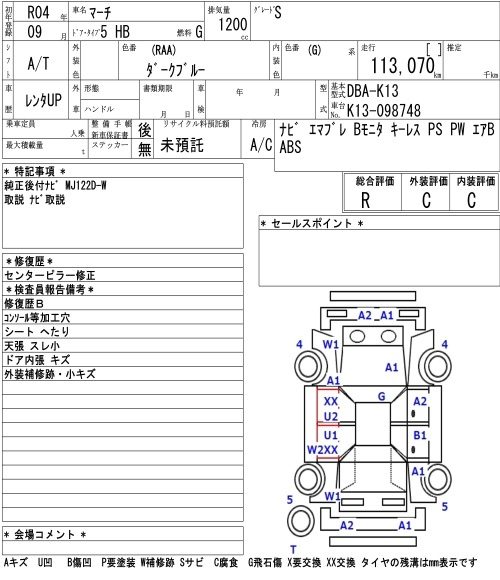 初年登録 R04年 09月
車名 マーチ
ドア・タイプ 5 HB
排気量 1200 cc
燃料 G
グレード S
シフト A/T
外装色
色番 (RAA)
ダークブルー
内装色
色番 (G) 系
走行 [ ] 113,070 km
推定 千km
車歴 レンタUP
外車 形態
ハンドル
書類期限 月 日
車検 年 月
型式 基本型式 DBA-K13
車台No. K13-098748
乗車定員 人乗
最大積載量 t
整備手帳
新車保証書
ステッカー
後無
リサイクル料預託額
未預託
冷房 A/C
ナビ エマブレ Bモニタ キーレス PS PW エアB
ABS
* 特記事項 *
純正後付ナビ MJ122D-W
取説 ナビ取説
総合評価 外装評価 内装評価
R C C
* セールスポイント *
* 修復歴 *
センターピラー修正
* 検査員報告備考 *
修復歴B
コンソール等加工穴
シート へたり
天張 スレ小
ドア内張 キズ
外装補修跡・小キズ
A2 A1
4 W1 4
A1
A1
G
XX A2
U2
U1 B1
W2XX
A1
W1
5 5
A2 A1
T
* 会場コメント *
Aキズ U凹 B傷凹 P要塗装 W補修跡 Sサビ C腐食 G飛石傷 X要交換 XX交換 タイヤの残溝はmm表示です